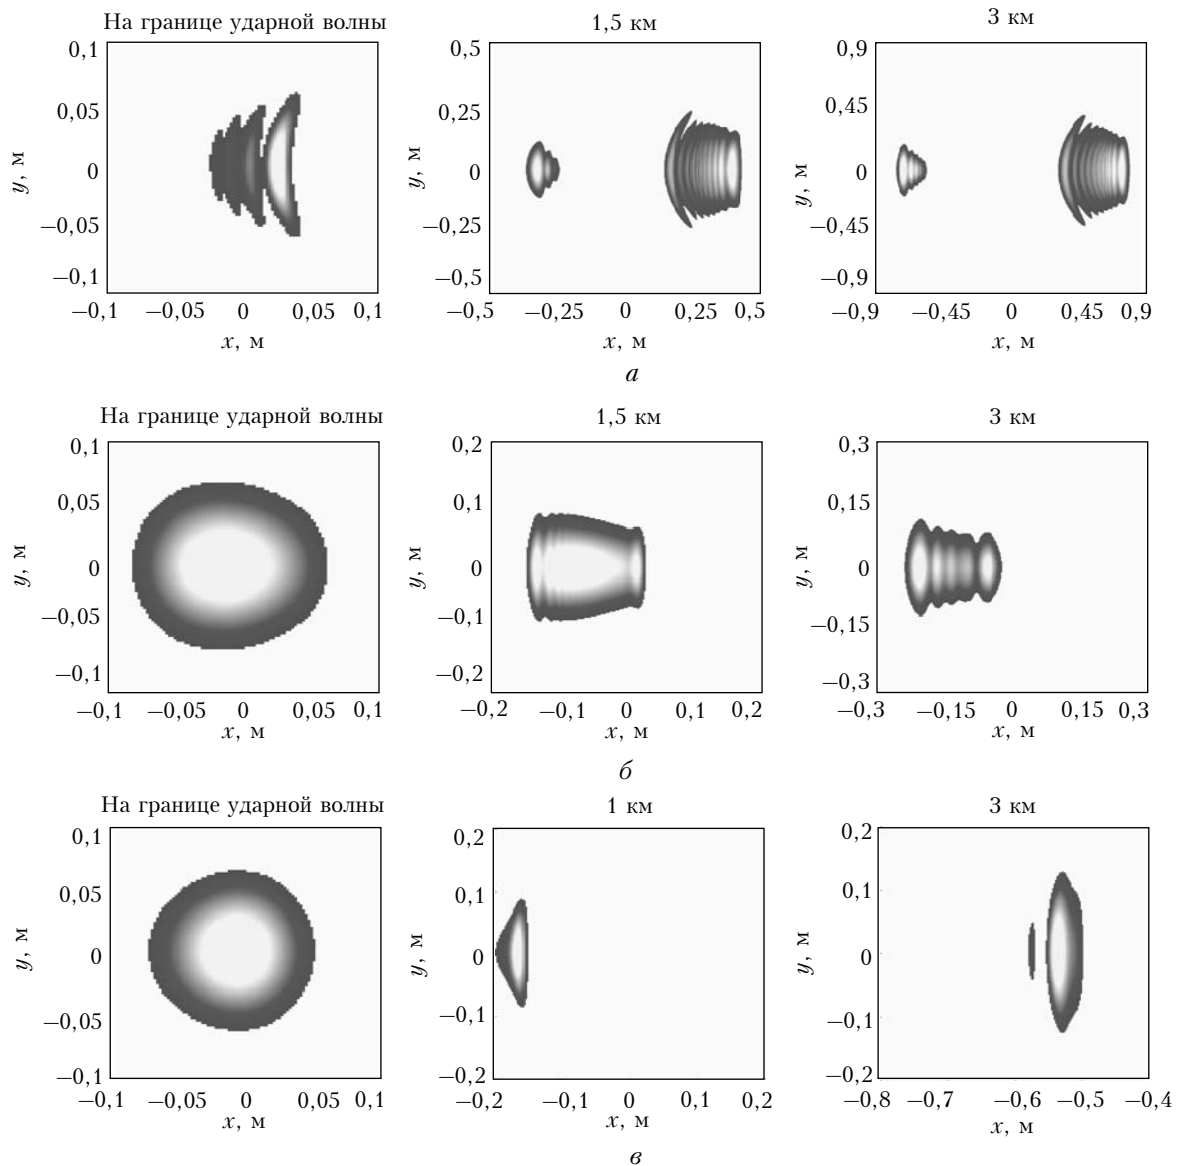 На границе ударной волны
1,5 км
3 км
0,1
0,05
0
−0,05
−0,1
y, м
−0,1 −0,05 0 0,05 0,1
x, м
0,5
0,25
0
−0,25
−0,5
y, м
−0,5 −0,25 0 0,25 0,5
x, м
0,9
0,45
0
−0,45
−0,9
y, м
−0,9 −0,45 0 0,45 0,9
x, м
а
На границе ударной волны
1,5 км
3 км
0,1
0,05
0
−0,05
−0,1
y, м
−0,1 −0,05 0 0,05 0,1
x, м
0,2
0,1
0
−0,1
−0,2
y, м
−0,2 −0,1 0 0,1 0,2
x, м
0,3
0,15
0
−0,15
−0,3
y, м
−0,3 −0,15 0 0,15 0,3
x, м
б
На границе ударной волны
1 км
3 км
0,1
0,05
0
−0,05
−0,1
y, м
−0,1 −0,05 0 0,05 0,1
x, м
0,2
0,1
0
−0,1
−0,2
y, м
−0,2 −0,1 0 0,1 0,2
x, м
0,2
0,1
0
−0,1
−0,2
y, м
−0,8 −0,7 −0,6 −0,5 −0,4
x, м
в